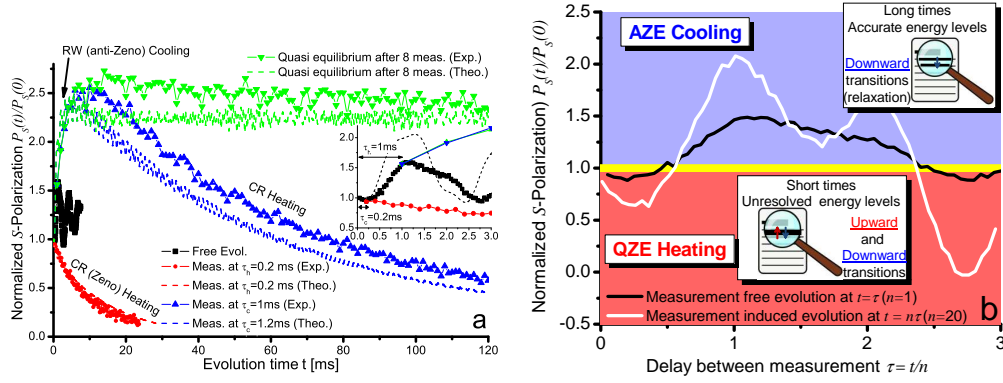 RW (anti-Zeno) Cooling
Quasi equilibrium after 8 meas. (Exp.)
Quasi equilibrium after 8 meas. (Theo.)
Normalized S-Polarization P_S(t)/P_S(0)
2.5
2.0
1.5
1.0
0.5
0.0
0
20
40
60
80
100
120
Evolution time t [ms]
CR Heating
CR (Zeno) Heating
2.0
1.5
1.0
0.5
0.0
0.5
1.0
1.5
2.0
2.5
3.0
τ_c=1ms
τ_c=0.2ms
Free Evol.
Meas. at τ_h=0.2 ms (Exp.)
Meas. at τ_h=0.2 ms (Theo.)
Meas. at τ_c=1ms (Exp.)
Meas. at τ_c=1.2ms (Theo.)
a
Normalized S-Polarization P_S(t)/P_S(0)
2.5
2.0
1.5
1.0
0.5
0.0
-0.5
AZE Cooling
Long times
Accurate energy levels
Downward
transitions
(relaxation)
Short times
Unresolved energy levels
Upward
and
Downward
transitions
QZE Heating
Measurement free evolution at t=τ (n=1)
Measurement induced evolution at t = nτ (n=20)
b
0
1
2
3
Delay between measurement τ = t/n